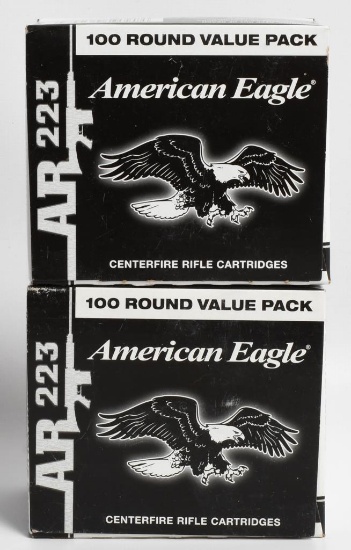 100 ROUND VALUE PACK
AR 223
American Eagle®
CENTERFIRE RIFLE CARTRIDGES
100 ROUND VALUE PACK
AR 223
American Eagle®
CENTERFIRE RIFLE CARTRIDGES